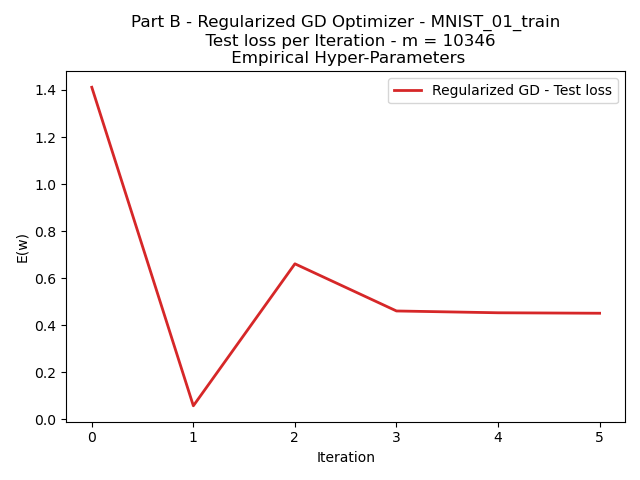 Part B - Regularized GD Optimizer - MNIST_01_train
Test loss per Iteration - m = 10346
Empirical Hyper-Parameters
Regularized GD - Test loss
1.4
1.2
1.0
0.8
0.6
0.4
0.2
0.0
E(w)
0 1 2 3 4 5
Iteration